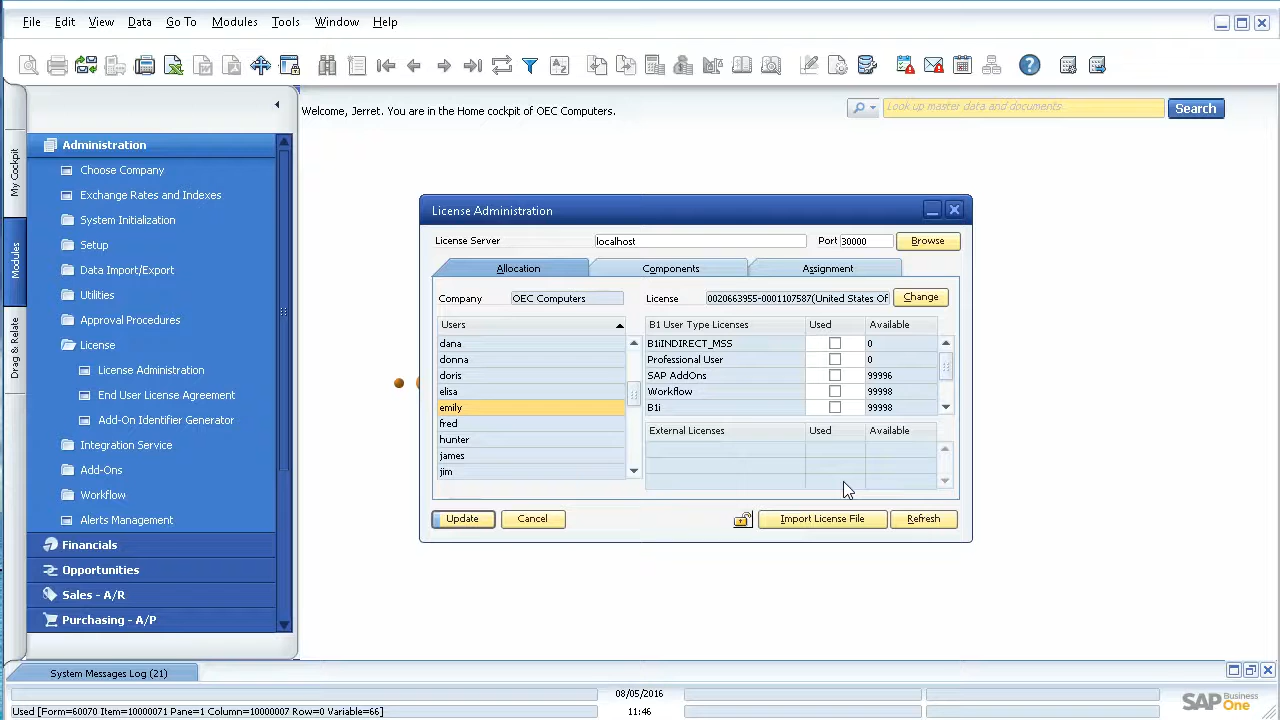 File Edit View Data Go To Modules Tools Window Help
Welcome, Jerret. You are in the Home cockpit of OEC Computers.
Look up master data and documents
Search
My Cockpit
Modules
Drag & Relate
Administration
Choose Company
Exchange Rates and Indexes
System Initialization
Setup
Data Import/Export
Utilities
Approval Procedures
License
License Administration
End User License Agreement
Add-On Identifier Generator
Integration Service
Add-Ons
Workflow
Alerts Management
Financials
Opportunities
Sales - A/R
Purchasing - A/P
License Administration
License Server localhost Port 30000 Browse
Allocation Components Assignment
Company OEC Computers License 0020663955-0001107587(United States Of Change
Users
dana
donna
doris
elisa
emily
fred
hunter
james
jim
B1 User Type Licenses Used Available
B1iINDIRECT_MSS 0
Professional User 0
SAP AddOns 99996
Workflow 99998
B1i 99998
External Licenses Used Available
Update Cancel Import License File Refresh
System Messages Log (21)
08/05/2016
Used [Form=60070 Item=10000071 Pane=1 Column=10000007 Row=0 Variable=66] 11:46
SAP Business One